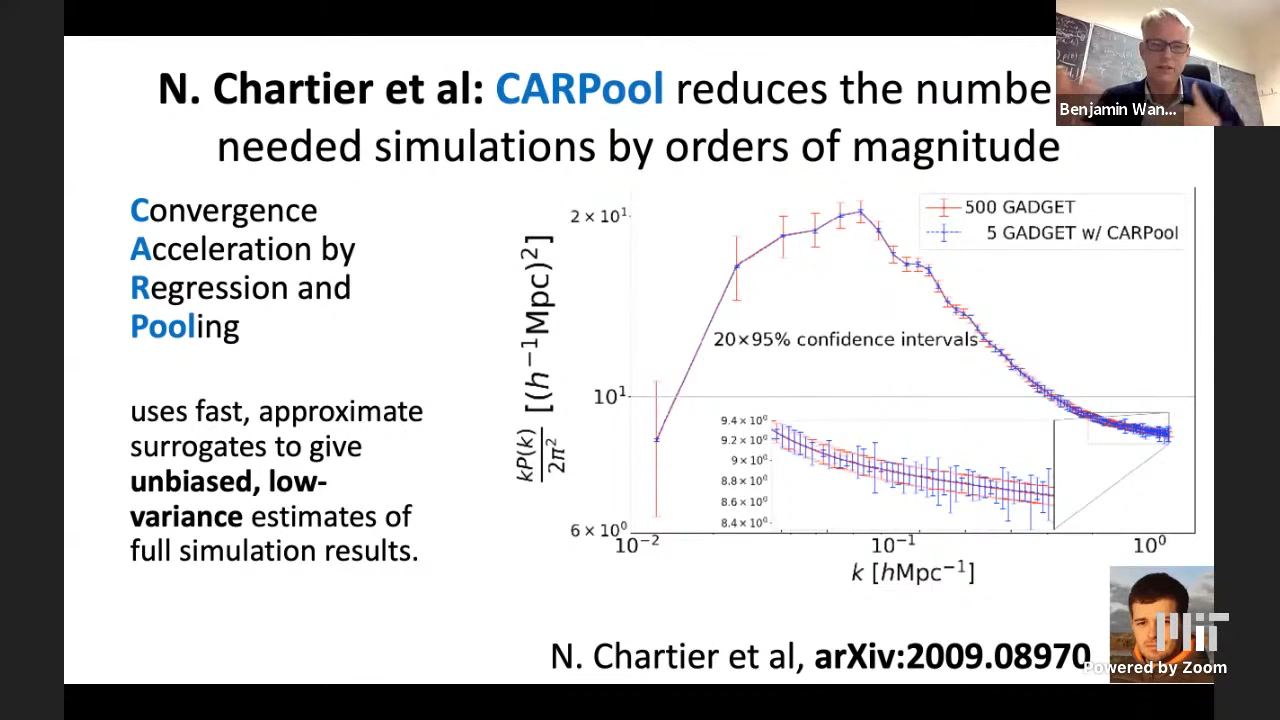 N. Chartier et al: CARPool reduces the numbe
needed simulations by orders of magnitude
Benjamin Wan...
Convergence
Acceleration by
Regression and
Pooling
uses fast, approximate
surrogates to give
unbiased, low-
variance estimates of
full simulation results.
kP(k)/2π² [(h⁻¹Mpc)²]
2 × 10¹
10¹
6 × 10⁰
500 GADGET
5 GADGET w/ CARPool
20×95% confidence intervals
9.4 × 10⁰
9.2 × 10⁰
9 × 10⁰
8.8 × 10⁰
8.6 × 10⁰
8.4 × 10⁰
10⁻² 10⁻¹ 10⁰
k [hMpc⁻¹]
N. Chartier et al, arXiv:2009.08970
MIT
Powered by Zoom